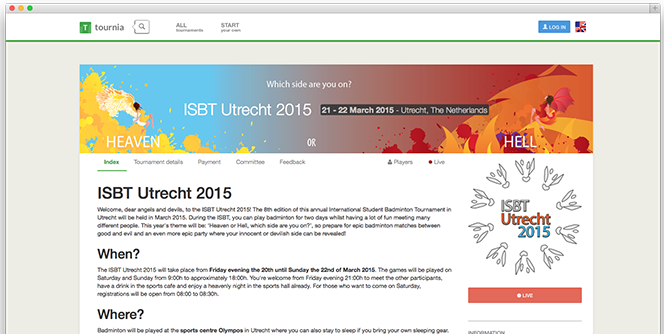 T tournia
ALL
tournaments
START
your own
LOG IN
Which side are you on?
ISBT Utrecht 2015
21 - 22 March 2015 - Utrecht, The Netherlands
HEAVEN
OR
HELL
Index
Tournament details
Payment
Committee
Feedback
Players
Live
ISBT Utrecht 2015
Welcome, dear angels and devils, to the ISBT Utrecht 2015! The 8th edition of this annual International Student Badminton Tournament in
Utrecht will be held in March 2015. During the ISBT, you can play badminton for two days whilst having a lot of fun meeting many
different people. This year's theme will be: 'Heaven or Hell, which side are you on?', so prepare for epic badminton matches between
good and evil and an even more epic party where your innocent or devilish side can be revealed!
When?
The ISBT Utrecht 2015 will take place from Friday evening the 20th until Sunday the 22nd of March 2015. The games will be played on
Saturday and Sunday from 9:00h to approximately 18:00h. You're welcome from Friday evening 21:00h to meet the other participants,
have a drink in the sports cafe and enjoy a heavenly night in the sports hall already. For those who want to come on Saturday,
registrations will be open from 08:00 to 08:30h.
Where?
Badminton will be played at the sports centre Olympos in Utrecht where you can also stay to sleep if you bring your own sleeping gear.
ISBT
Utrecht
2015
LIVE
INFORMATION